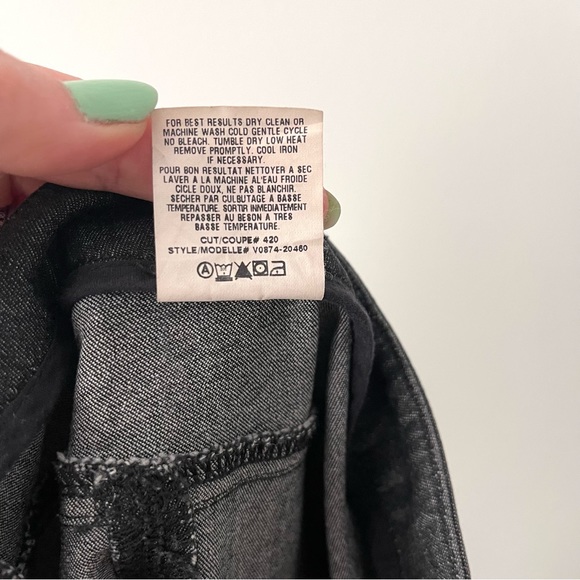 FOR BEST RESULTS DRY CLEAN OR
MACHINE WASH COLD GENTLE CYCLE
NO BLEACH. TUMBLE DRY LOW HEAT
REMOVE PROMPTLY. COOL IRON
IF NECESSARY.
POUR BON RESULTAT NETTOYER A SEC
LAVER A LA MACHINE AL'EAU FROIDE
CICLE DOUX, NE PAS BLANCHIR.
SECHER PAR CULBUTAGE A BASSE
TEMPERATURE. SORTIR INMEDIATEMENT
REPASSER AU BESON A TRES
BASSE TEMPERATURE.
CUT/COUPE# 420
STYLE/MODELLE# V0874-20460
A